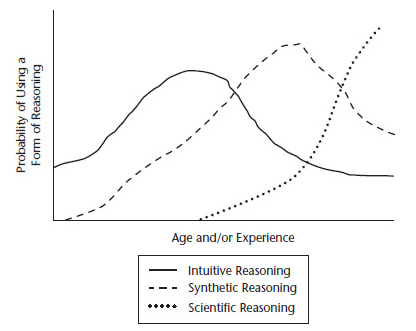 Probability of Using a
Form of Reasoning
Age and/or Experience
Intuitive Reasoning
Synthetic Reasoning
Scientific Reasoning